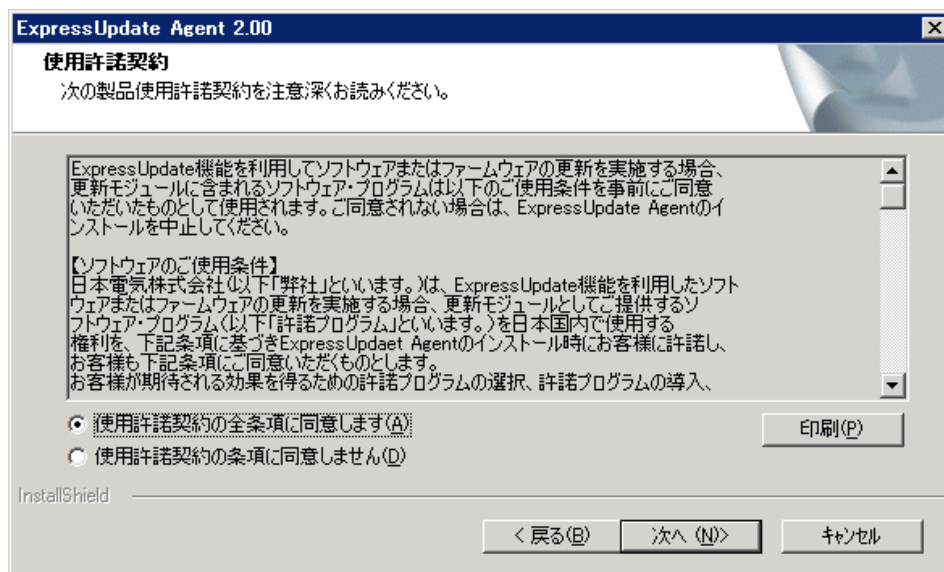 ExpressUpdate Agent 2.00
使用許諾契約
次の製品使用許諾契約を注意深くお読みください。
ExpressUpdate機能を利用してソフトウェアまたはファームウェアの更新を実施する場合、
更新モジュールに含まれるソフトウェア・プログラムは以下のご使用条件を事前にご同意
いただいたものとして使用されます。ご同意されない場合は、ExpressUpdate Agentのイ
ンストールを中止してください。
【ソフトウェアのご使用条件】
日本電気株式会社(以下「弊社」といいます。)は、ExpressUpdate機能を利用したソフト
ウェアまたはファームウェアの更新を実施する場合、更新モジュールとしてご提供するソ
フトウェア・プログラム(以下「許諾プログラム」といいます。)を日本国内で使用する
権利を、下記条項に基づきExpressUpdaet Agentのインストール時にお客様に許諾し、
お客様も下記条項にご同意いただくものとします。
お客様が期待される効果を得るための許諾プログラムの選択、許諾プログラムの導入、
使用許諾契約の全条項に同意します(A)
印刷(P)
使用許諾契約の条項に同意しません(D)
InstallShield
< 戻る(B)
次へ (N)>
キャンセル